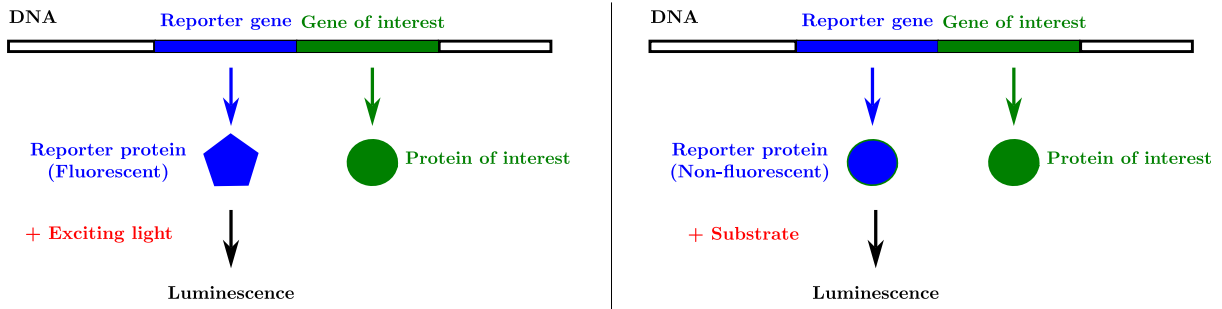 DNA
Reporter gene
Gene of interest
Reporter protein
(Fluorescent)
Protein of interest
+ Exciting light
Luminescence
DNA
Reporter gene
Gene of interest
Reporter protein
(Non-fluorescent)
Protein of interest
+ Substrate
Luminescence